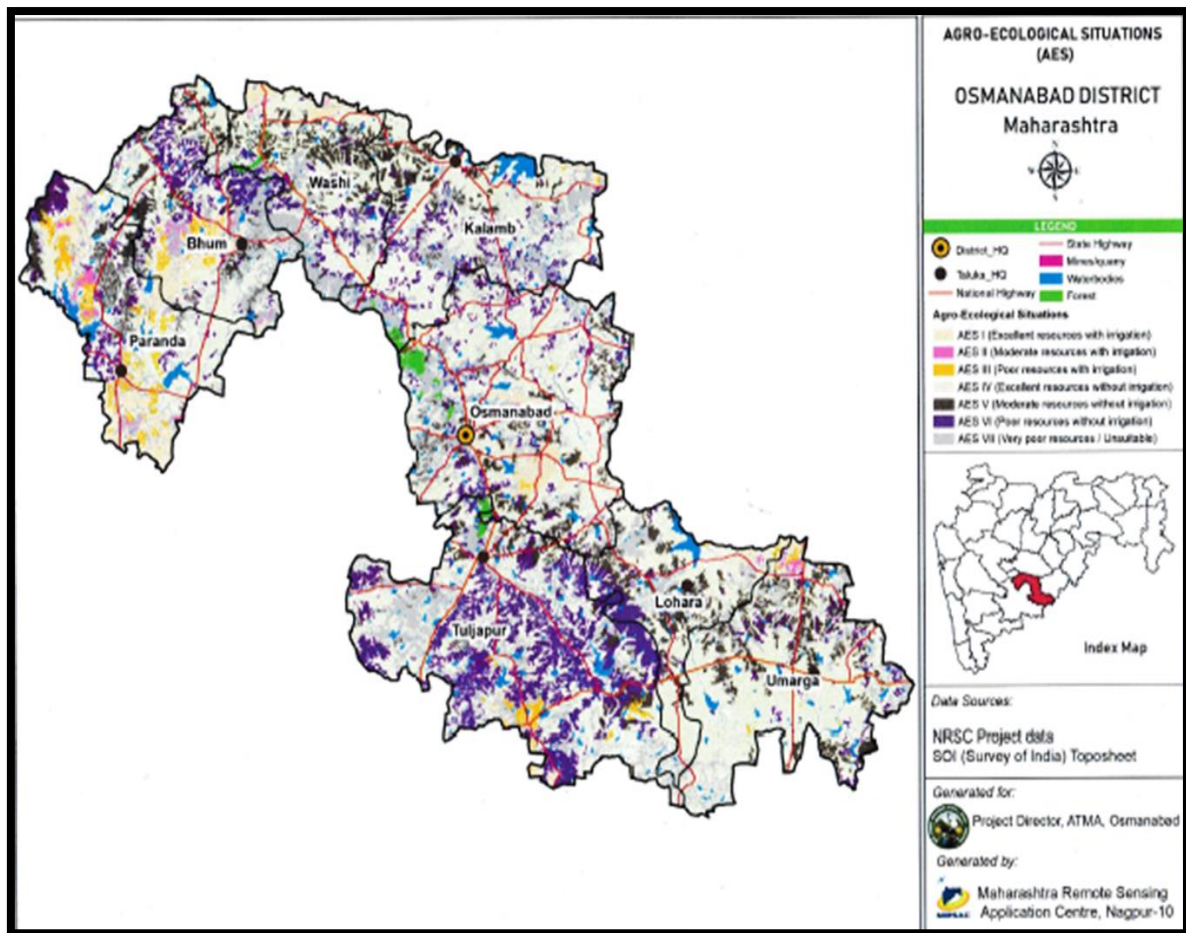 AGRO-ECOLOGICAL SITUATIONS
(AES)
OSMANABAD DISTRICT
Maharashtra
N
W
E
S
LEGEND
District_HQ
Taluka_HQ
National Highway
State Highway
Mines/quarry
Waterbodies
Forest
Agro-Ecological Situations
AES I (Excellent resources with irrigation)
AES II (Moderate resources with irrigation)
AES III (Poor resources with irrigation)
AES IV (Excellent resources without irrigation)
AES V (Moderate resources without irrigation)
AES VI (Poor resources without irrigation)
AES VII (Very poor resources / Unsuitable)
Index Map
Data Sources:
NRSC Project data
SOI (Survey of India) Toposheet
Generated for:
Project Director, ATMA, Osmanabad
Generated by:
MRSAC
Maharashtra Remote Sensing
Application Centre, Nagpur-10
Washi
Kalamb
Bhum
Paranda
Osmanabad
Lohara
Tuljapur
Umarga